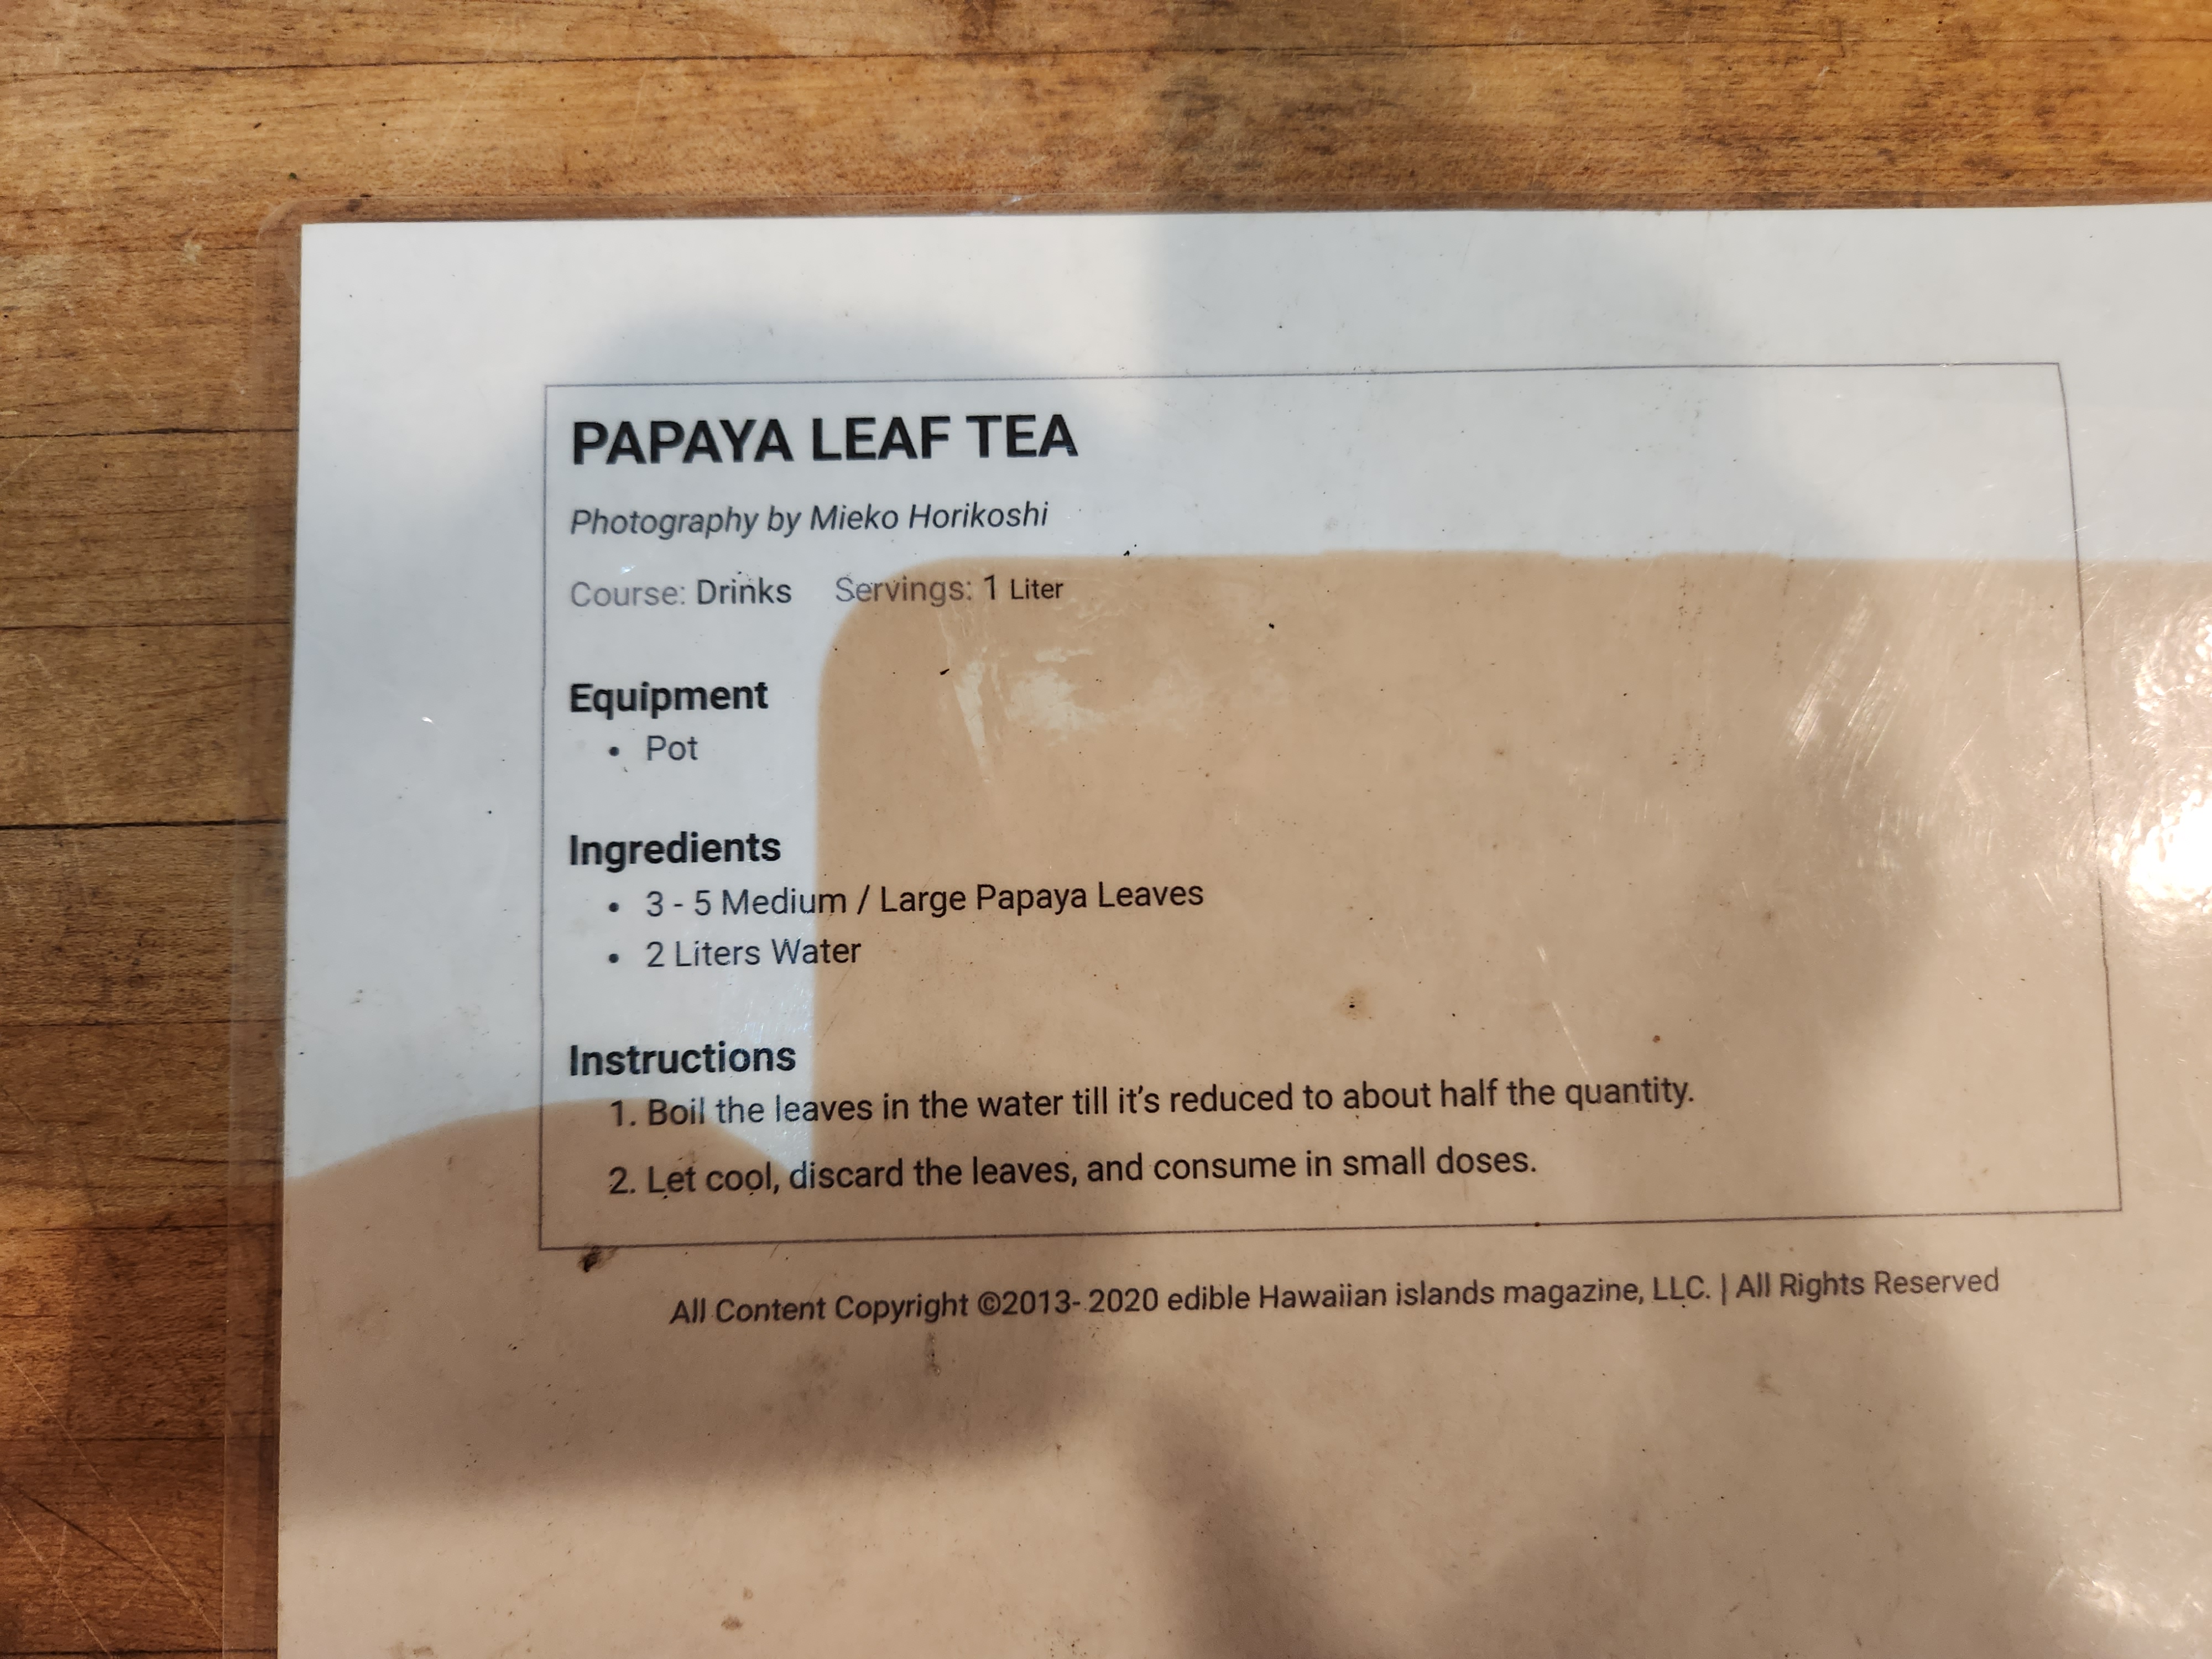 PAPAYA LEAF TEA
Photography by Mieko Horikoshi
Course: Drinks Servings: 1 Liter
Equipment
• Pot
Ingredients
• 3 - 5 Medium / Large Papaya Leaves
• 2 Liters Water
Instructions
1. Boil the leaves in the water till it’s reduced to about half the quantity.
2. Let cool, discard the leaves, and consume in small doses.
All Content Copyright ©2013- 2020 edible Hawaiian islands magazine, LLC. | All Rights Reserved